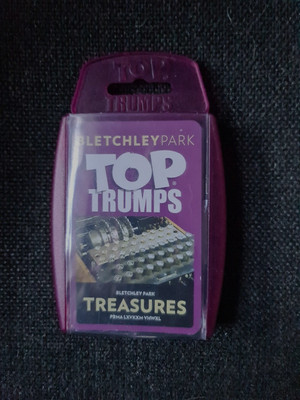 TOP
TRUMPS
BLETCHLEYPARK
TOP
TRUMPS
BLETCHLEY PARK
TREASURES